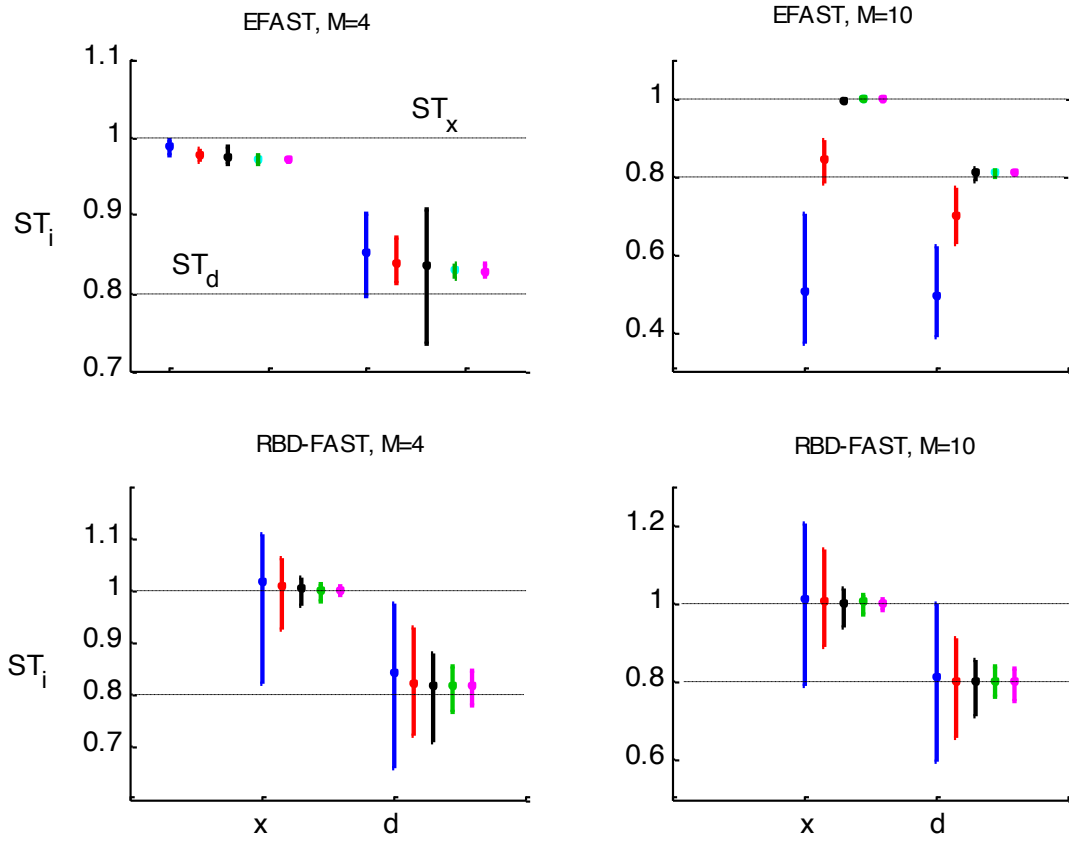 EFAST, M=4
EFAST, M=10
1.1
1
0.9
0.8
0.7
ST_i
ST_x
ST_d
1
0.8
0.6
0.4
RBD-FAST, M=4
RBD-FAST, M=10
1.1
1
0.9
0.8
0.7
ST_i
x
d
1.2
1
0.8
0.6
x
d